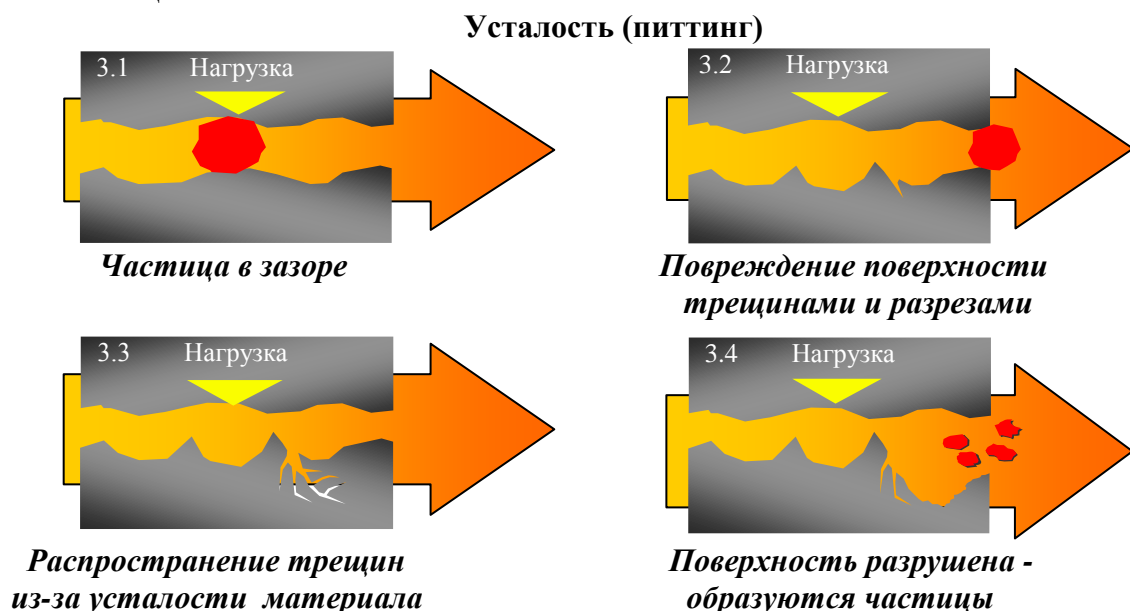 Усталость (питтинг)
3.1 Нагрузка
3.2 Нагрузка
Частица в зазоре
Повреждение поверхности
трещинами и разрезами
3.3 Нагрузка
3.4 Нагрузка
Распространение трещин
из-за усталости материала
Поверхность разрушена -
образуются частицы